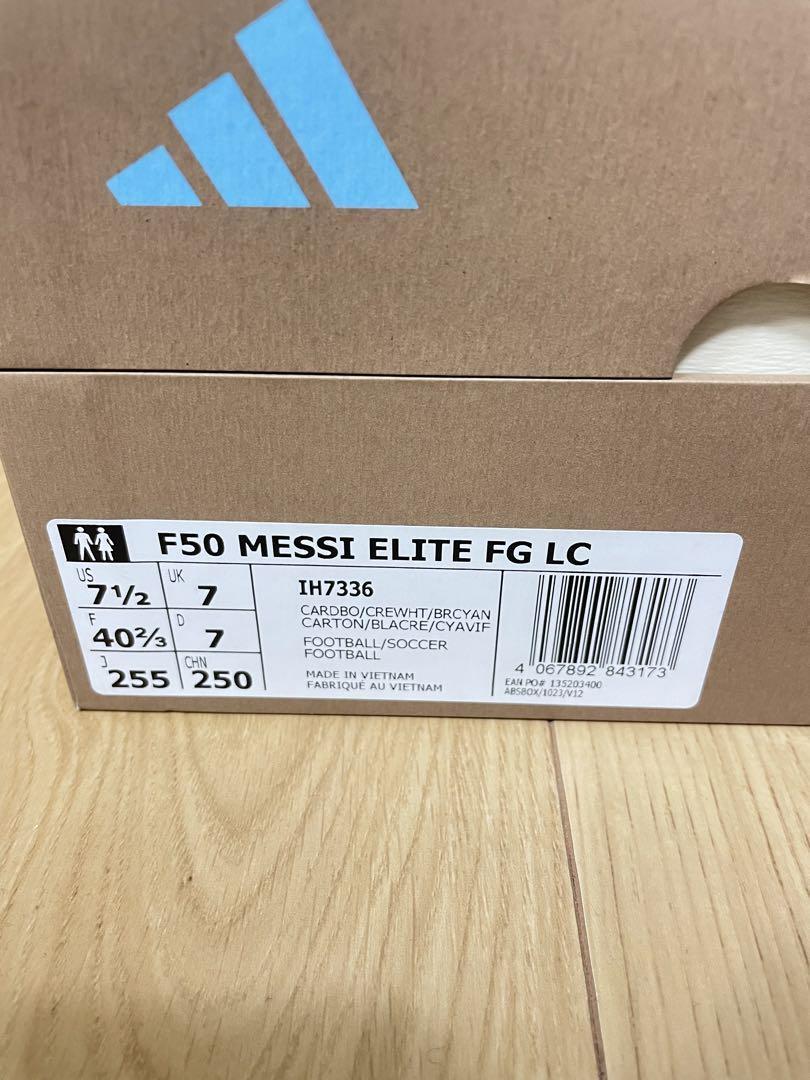 F50 MESSI ELITE FG LC
US 7½ UK 7
F 40⅔ D 7
J 255 CHN 250
IH7336
CARDBO/CREWHT/BRCYAN
CARTON/BLACRE/CYAVIF
FOOTBALL/SOCCER
FOOTBALL
MADE IN VIETNAM
FABRIQUÉ AU VIETNAM
4 067892 843173
EAN PO# 135203400
ABSBOX/1023/V12